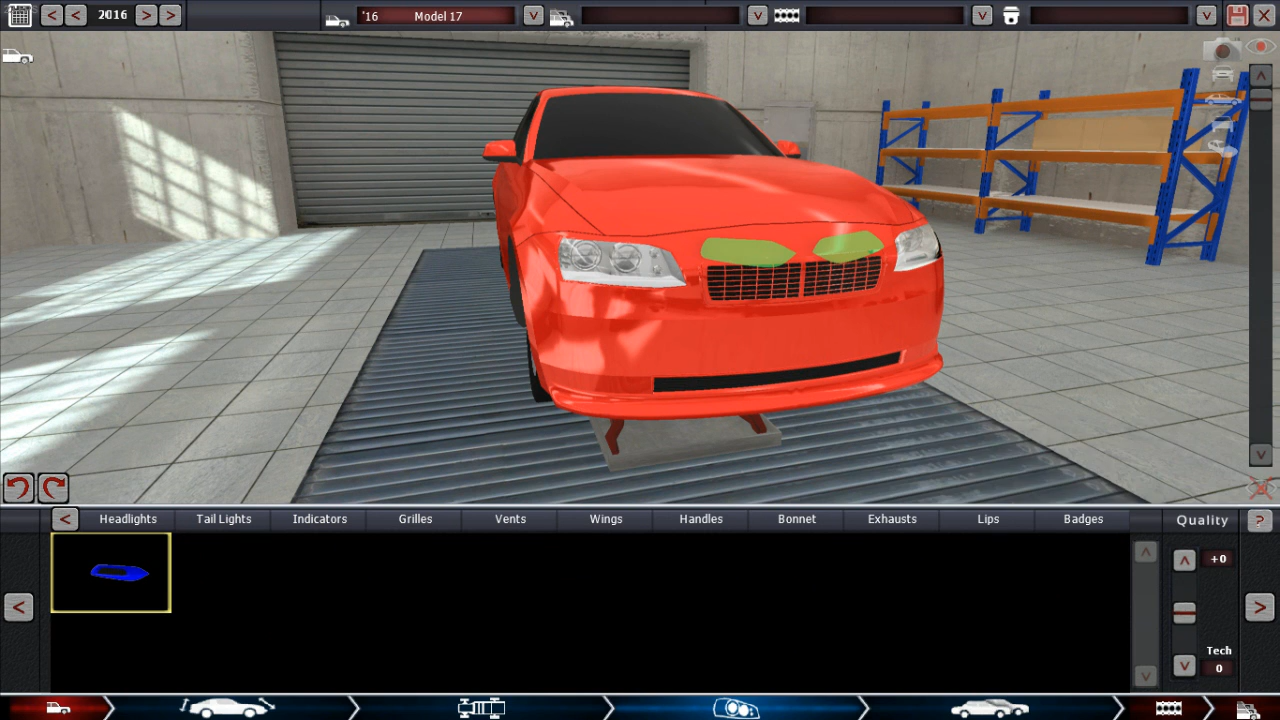 2016
'16 Model 17
Headlights Tail Lights Indicators Grilles Vents Wings Handles Bonnet Exhausts Lips Badges Quality ?
+0
Tech
0